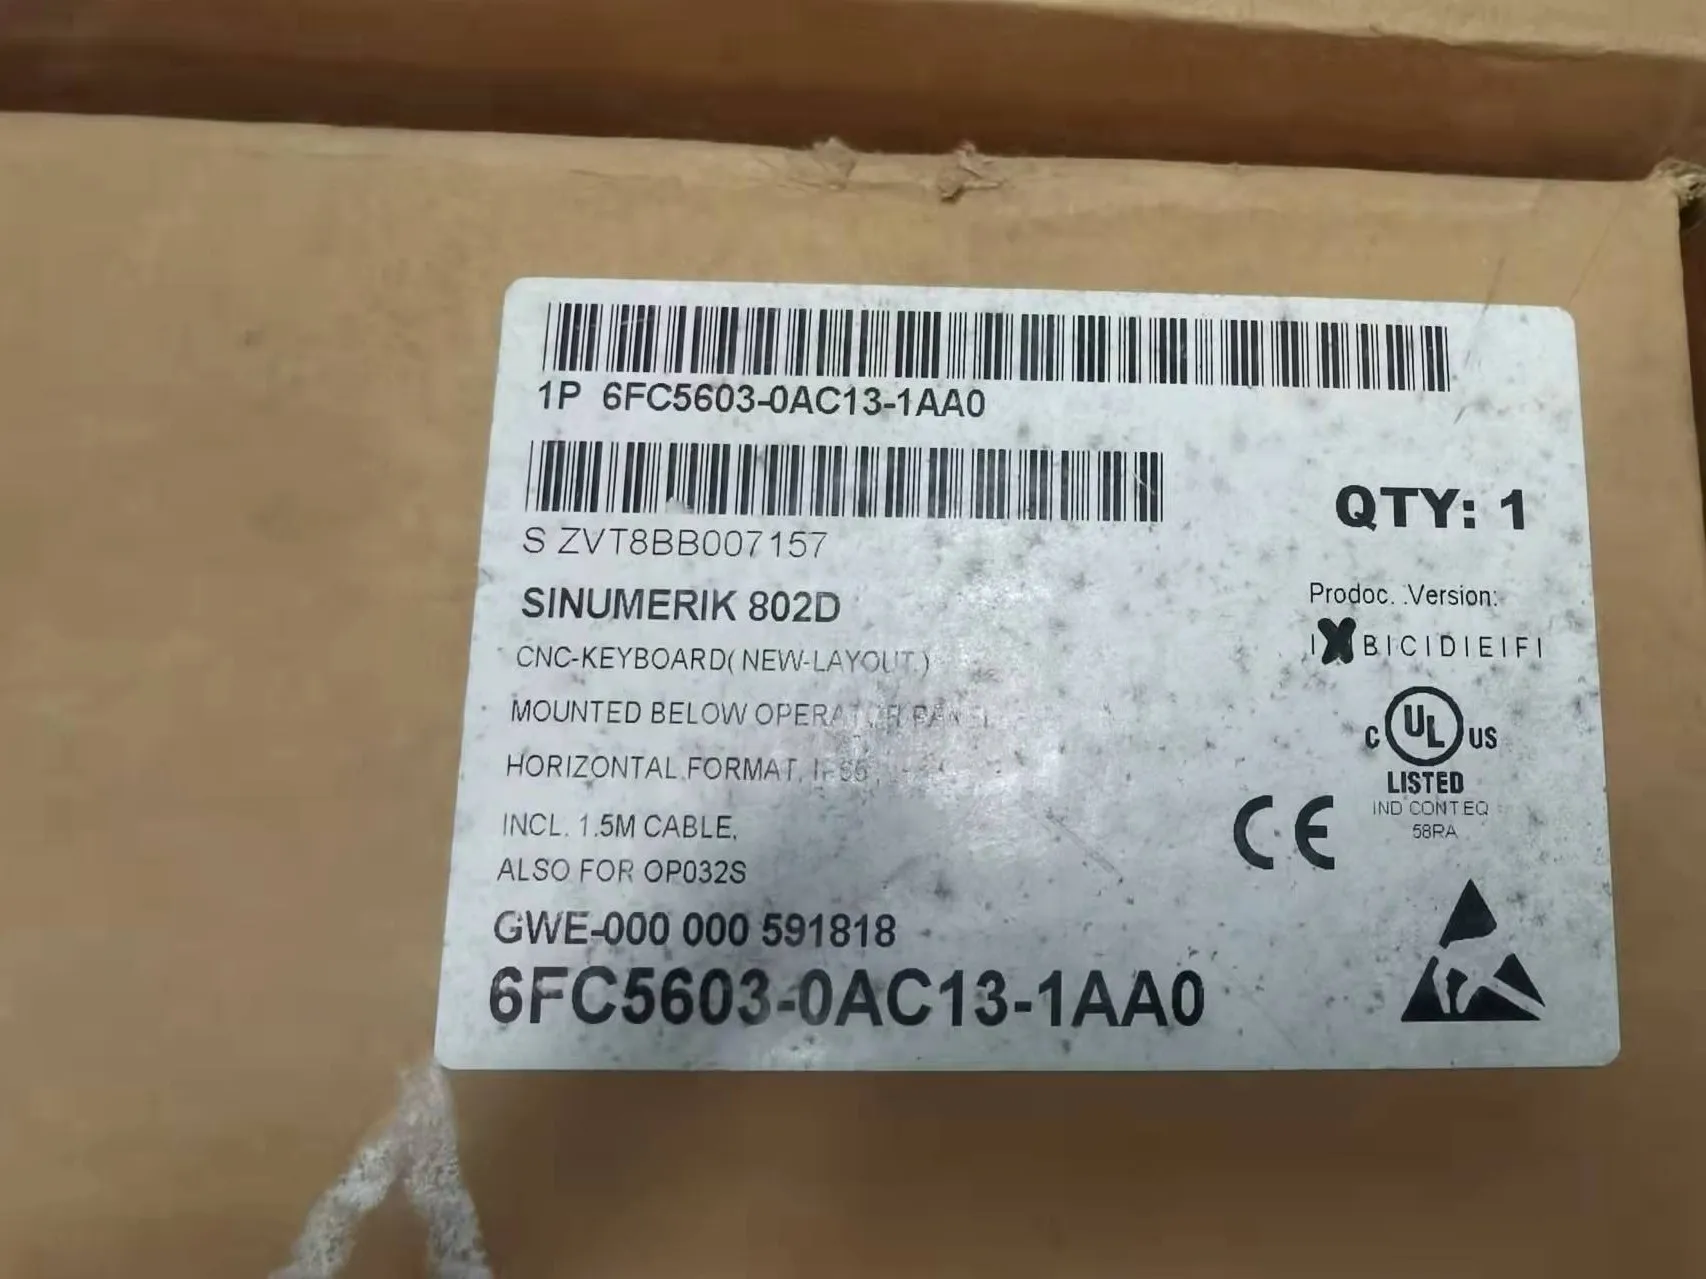 1P 6FC5603-0AC13-1AA0
S ZVT8BB007157
QTY: 1
SINUMERIK 802D
Prodoc. .Version:
CNC-KEYBOARD(NEW-LAYOUT)
I X B I C I D I E I F I
MOUNTED BELOW OPERATOR PANEL
HORIZONTAL FORMAT,
C UL US
LISTED
IND CONT.EQ
58RA
INCL. 1.5M CABLE,
CE
ALSO FOR OP032S
GWE-000 000 591818
6FC5603-0AC13-1AA0